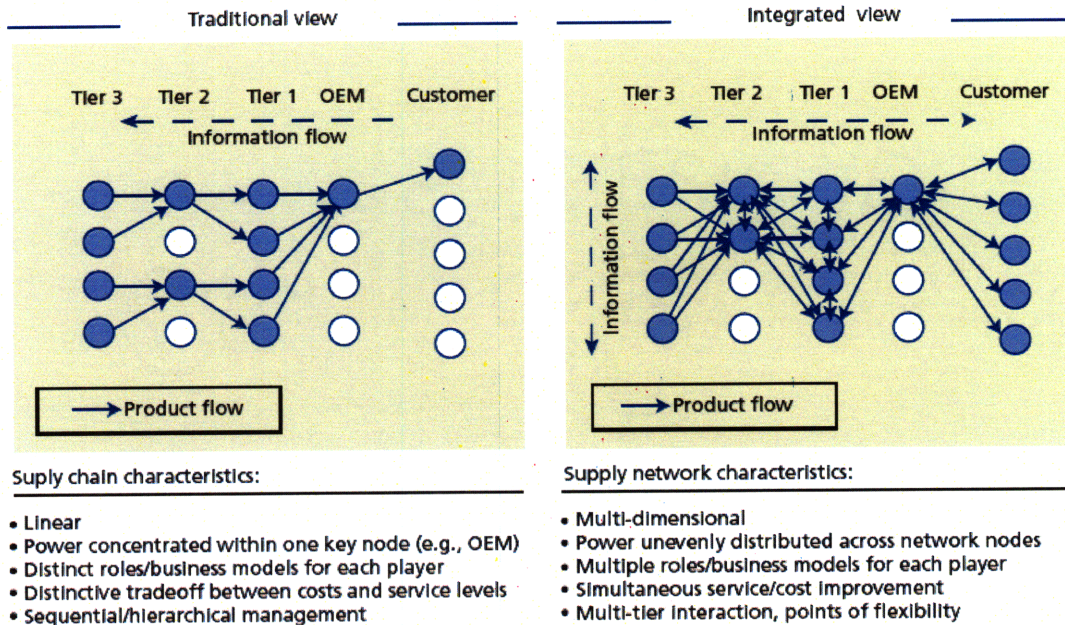 Traditional view
Tier 3 Tier 2 Tier 1 OEM Customer
Information flow
Product flow
Suply chain characteristics:
• Linear
• Power concentrated within one key node (e.g., OEM)
• Distinct roles/business models for each player
• Distinctive tradeoff between costs and service levels
• Sequential/hierarchical management
Integrated view
Tier 3 Tier 2 Tier 1 OEM Customer
Information flow
Information flow
Product flow
Supply network characteristics:
• Multi-dimensional
• Power unevenly distributed across network nodes
• Multiple roles/business models for each player
• Simultaneous service/cost improvement
• Multi-tier interaction, points of flexibility